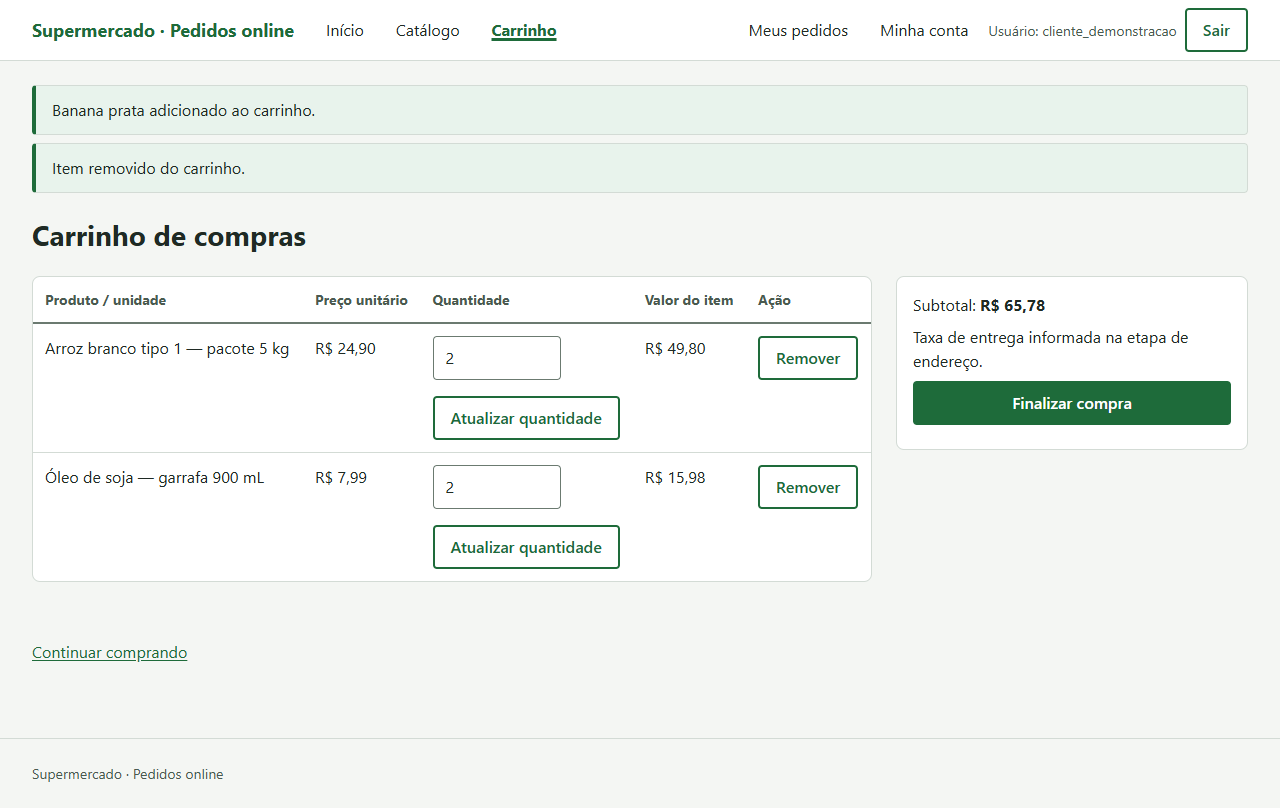 Supermercado · Pedidos online Início Catálogo Carrinho Meus pedidos Minha conta Usuário: cliente_demonstracao Sair
Banana prata adicionado ao carrinho.
Item removido do carrinho.
Carrinho de compras
Produto / unidade Preço unitário Quantidade Valor do item Ação
Arroz branco tipo 1 — pacote 5 kg R$ 24,90 2 R$ 49,80 Remover
Atualizar quantidade
Óleo de soja — garrafa 900 mL R$ 7,99 2 R$ 15,98 Remover
Atualizar quantidade
Subtotal: R$ 65,78
Taxa de entrega informada na etapa de
endereço.
Finalizar compra
Continuar comprando
Supermercado · Pedidos online